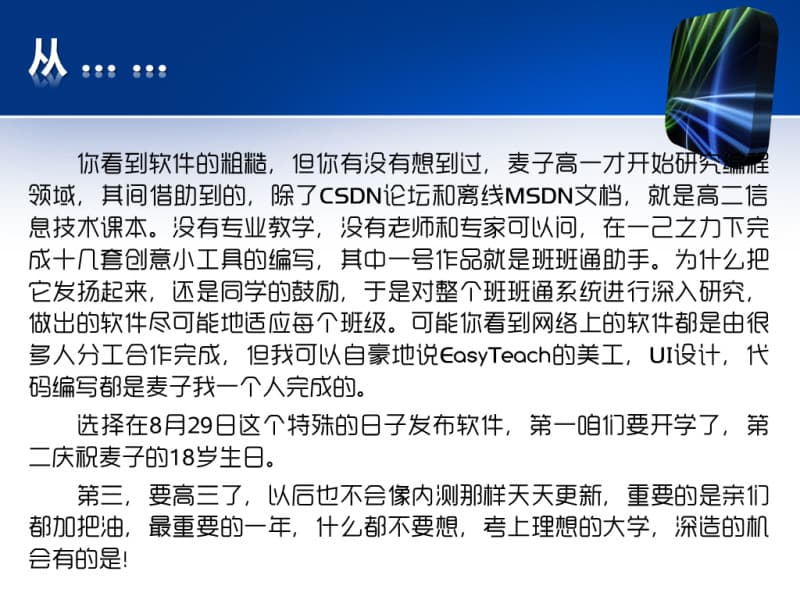 从… …
你看到软件的粗糙，但你有没有想到过，麦子高一才开始研究编程
领域，其间借助到的，除了CSDN论坛和离线MSDN文档，就是高二信
息技术课本。没有专业教学，没有老师和专家可以问，在一己之力下完
成十几套创意小工具的编写，其中一号作品就是班班通助手。为什么把
它发扬起来，还是同学的鼓励，于是对整个班班通系统进行深入研究，
做出的软件尽可能地适应每个班级。可能你看到网络上的软件都是由很
多人分工合作完成，但我可以自豪地说EasyTeach的美工，UI设计，代
码编写都是麦子我一个人完成的。
选择在8月29日这个特殊的日子发布软件，第一咱们要开学了，第
二庆祝麦子的18岁生日。
第三，要高三了，以后也不会像内测那样天天更新，重要的是亲们
都加把油，最重要的一年，什么都不要想，考上理想的大学，深造的机
会有的是!